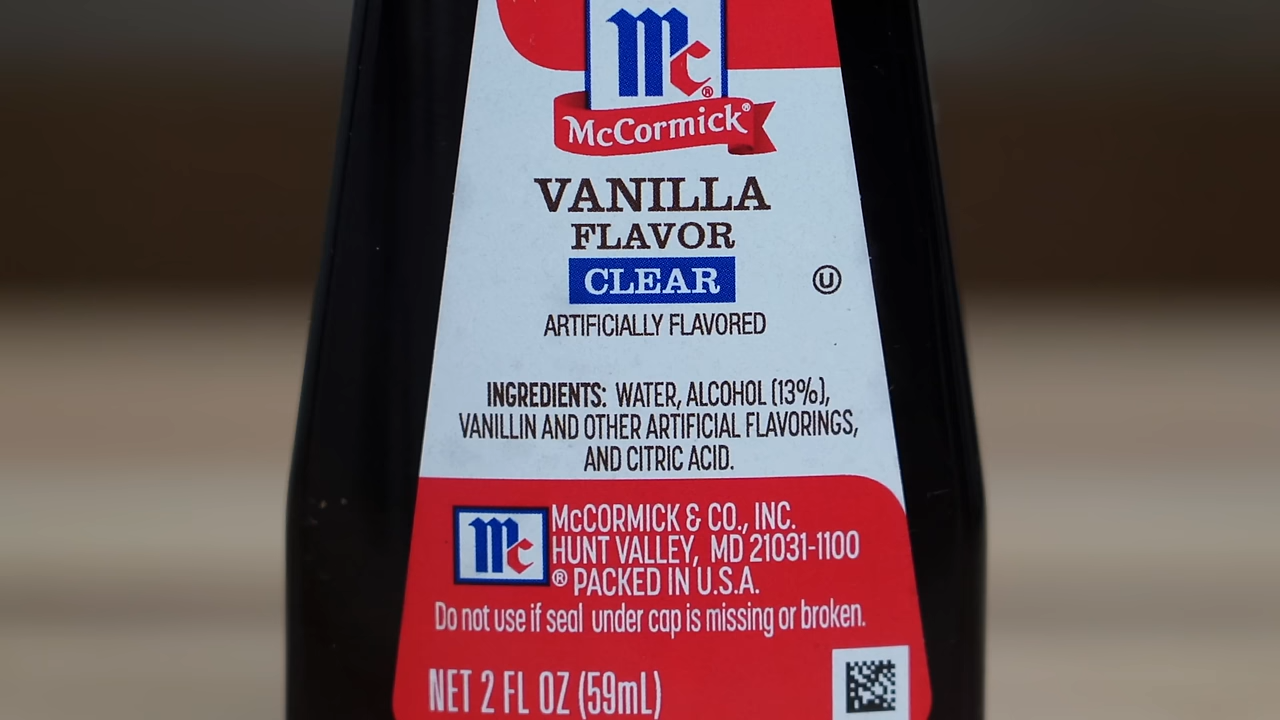 Mc®
McCormick®
VANILLA
FLAVOR
CLEAR
U
ARTIFICIALLY FLAVORED
INGREDIENTS: WATER, ALCOHOL (13%),
VANILLIN AND OTHER ARTIFICIAL FLAVORINGS,
AND CITRIC ACID.
Mc
McCORMICK & CO., INC.
HUNT VALLEY, MD 21031-1100
® PACKED IN U.S.A.
Do not use if seal under cap is missing or broken.
NET 2 FL OZ (59mL)